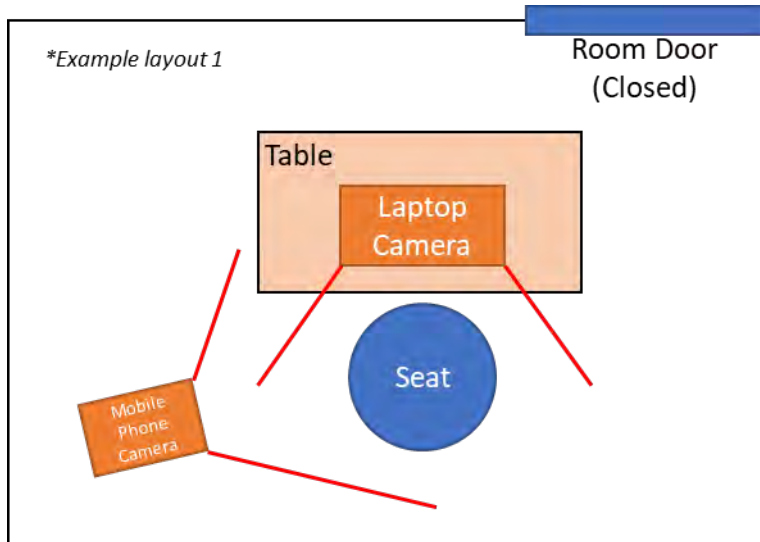 *Example layout 1
Room Door
(Closed)
Table
Laptop
Camera
Seat
Mobile
Phone
Camera